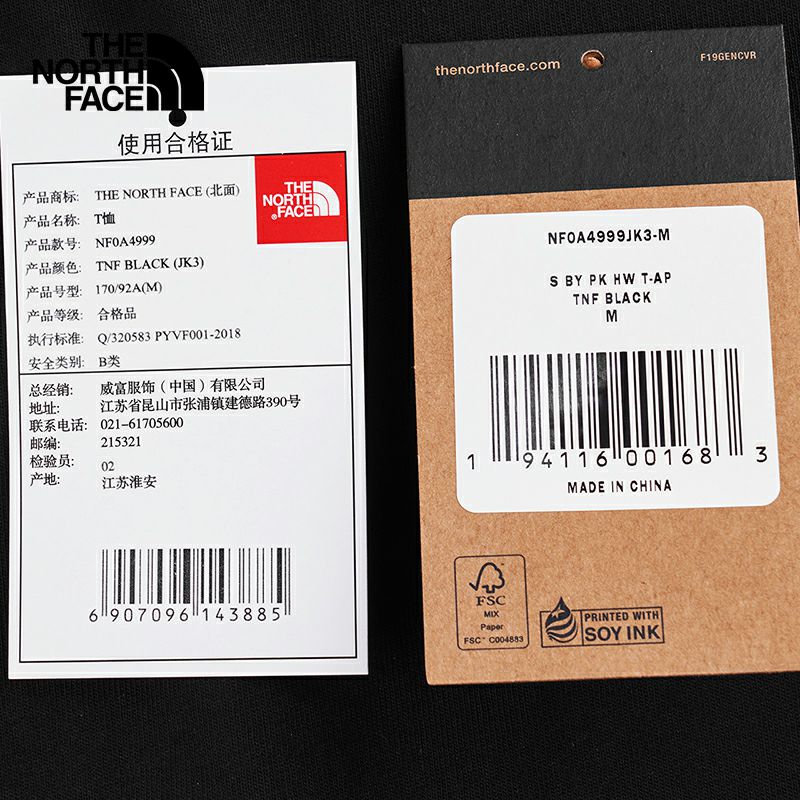 THE
NORTH
FACE
使用合格证
产品商标: THE NORTH FACE (北面)
产品名称: T恤
产品款号: NF0A4999
产品颜色: TNF BLACK (JK3)
产品号型: 170/92A(M)
产品等级: 合格品
执行标准: Q/320583 PYVF001-2018
安全类别: B类
THE
NORTH
FACE
总经销: 威富服饰（中国）有限公司
地址: 江苏省昆山市张浦镇建德路390号
联系电话: 021-61705600
邮编: 215321
检验员: 02
产地: 江苏淮安
6 907096 143885
thenorthface.com
F19GENCVR
NF0A4999JK3-M
S BY PK HW T-AP
TNF BLACK
M
1 94116 00168 3
MADE IN CHINA
FSC
MIX
Paper
FSC™ C004883
PRINTED WITH
SOY INK